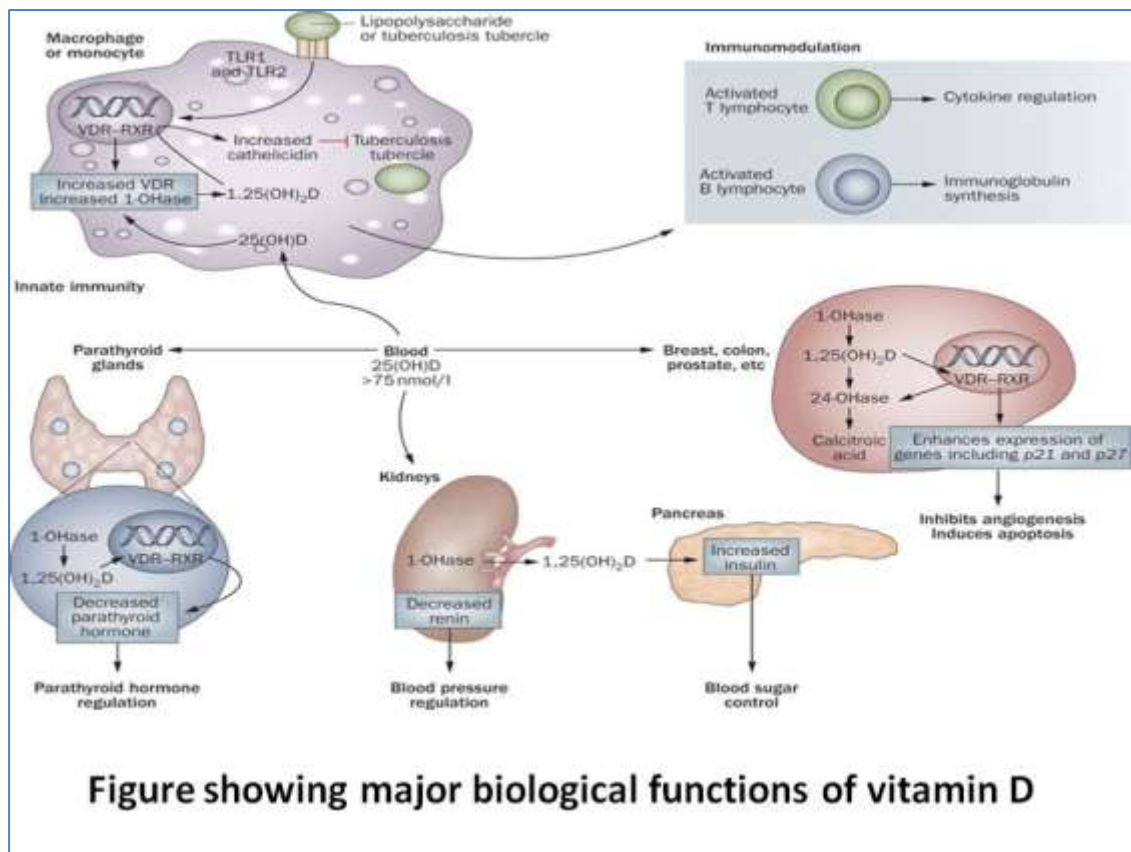 Macrophage
or monocyte
Lipopolysaccharide
or tuberculosis tubercle
TLR1
and TLR2
VDR–RXR
Increased
cathelicidin
Tuberculosis
tubercle
Increased VDR
Increased 1-OHase
1,25(OH)₂D
25(OH)D
Innate immunity
Immunomodulation
Activated
T lymphocyte
Cytokine regulation
Activated
B lymphocyte
Immunoglobulin
synthesis
Parathyroid
glands
Blood
25(OH)D
>75 nmol/l
Breast, colon,
prostate, etc
1-OHase
1,25(OH)₂D
VDR–RXR
24-OHase
Calcitroic
acid
Enhances expression of
genes including p21 and p27
Inhibits angiogenesis
Induces apoptosis
1-OHase
VDR–RXR
1,25(OH)₂D
Decreased
parathyroid
hormone
Parathyroid hormone
regulation
Kidneys
1-OHase
1,25(OH)₂D
Decreased
renin
Blood pressure
regulation
Pancreas
Increased
insulin
Blood sugar
control
Figure showing major biological functions of vitamin D